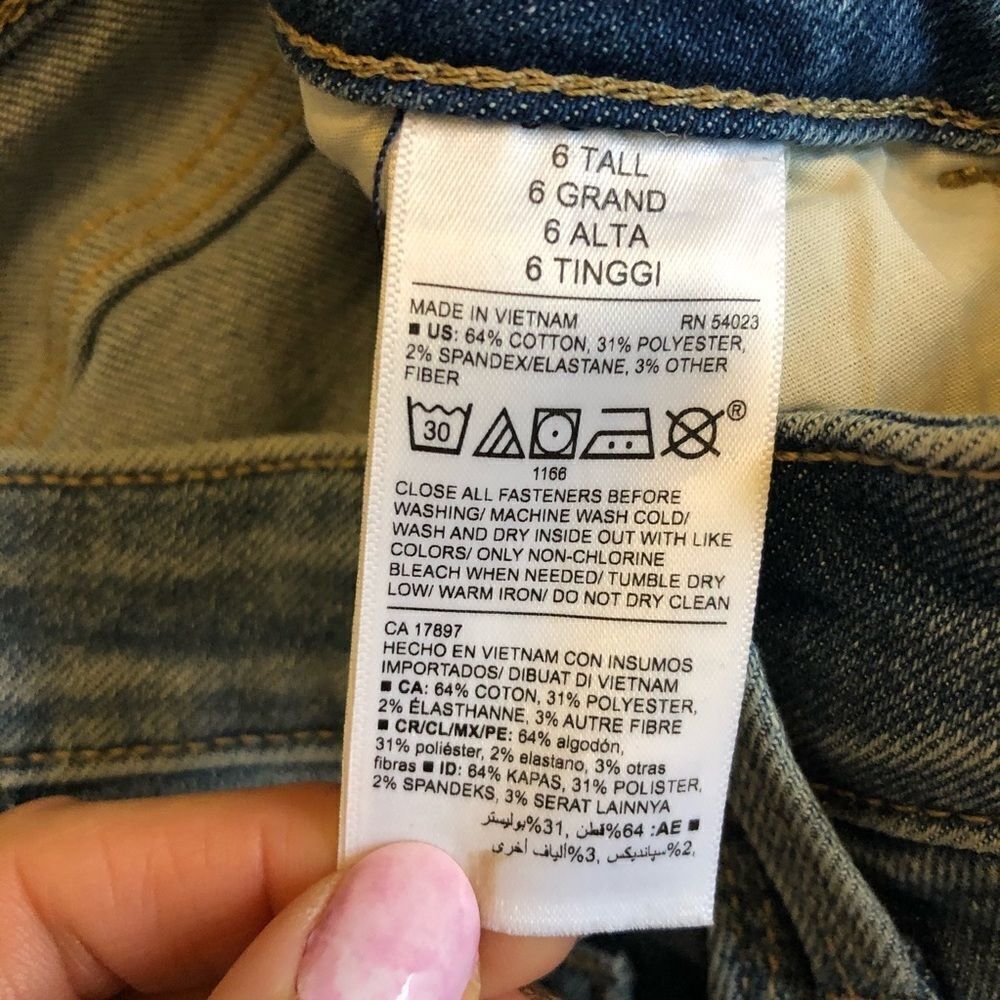 6 TALL
6 GRAND
6 ALTA
6 TINGGI
MADE IN VIETNAM RN 54023
■ US: 64% COTTON, 31% POLYESTER,
2% SPANDEX/ELASTANE, 3% OTHER
FIBER
30 ®
1166
CLOSE ALL FASTENERS BEFORE
WASHING/ MACHINE WASH COLD/
WASH AND DRY INSIDE OUT WITH LIKE
COLORS/ ONLY NON-CHLORINE
BLEACH WHEN NEEDED/ TUMBLE DRY
LOW/ WARM IRON/ DO NOT DRY CLEAN
CA 17897
HECHO EN VIETNAM CON INSUMOS
IMPORTADOS/ DIBUAT DI VIETNAM
■ CA: 64% COTON, 31% POLYESTER,
2% ÉLASTHANNE, 3% AUTRE FIBRE
■ CR/CL/MX/PE: 64% algodón,
31% poliéster, 2% elastano, 3% otras
fibras ■ ID: 64% KAPAS, 31% POLISTER,
2% SPANDEKS, 3% SERAT LAINNYA
■ AE: 64%قطن, 31%بوليستر
,2%سپانديكس, 3%ألياف أخرى